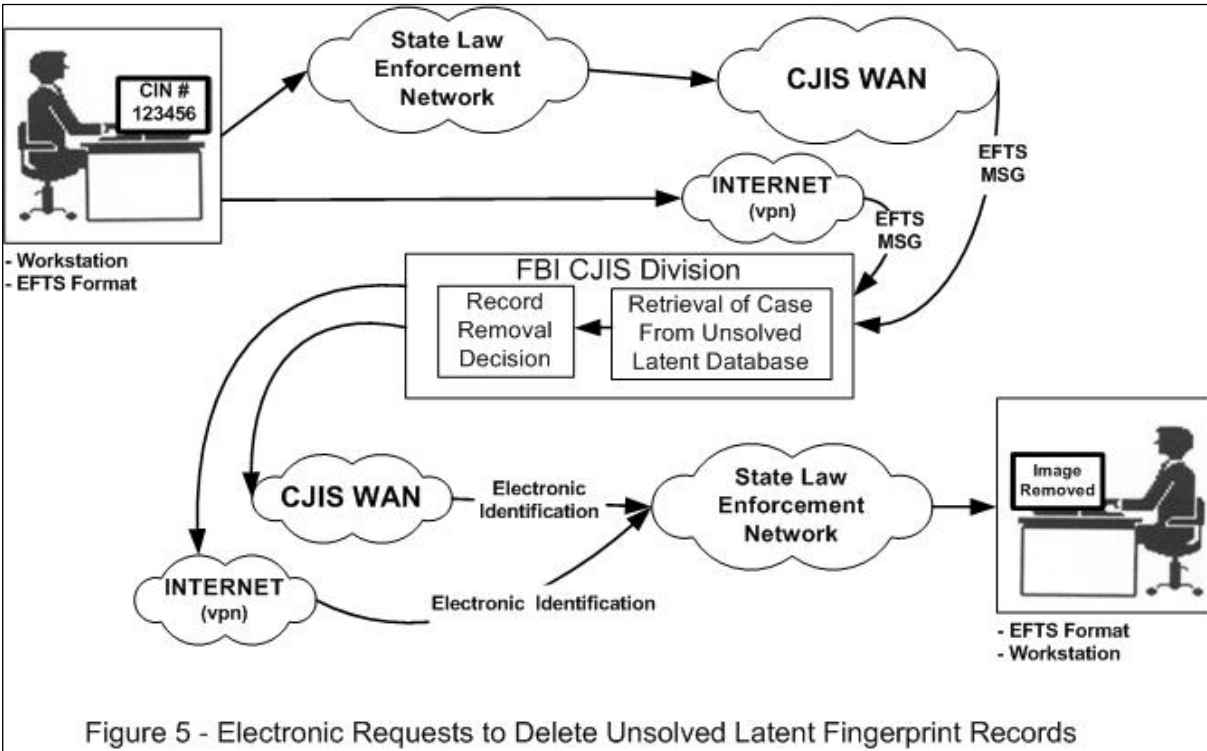 CIN #
123456
- Workstation
- EFTS Format
State Law
Enforcement
Network
CJIS WAN
EFTS
MSG
INTERNET
(vpn)
EFTS
MSG
FBI CJIS Division
Record
Removal
Decision
Retrieval of Case
From Unsolved
Latent Database
CJIS WAN
Electronic
Identification
State Law
Enforcement
Network
Image
Removed
INTERNET
(vpn)
Electronic Identification
- EFTS Format
- Workstation
Figure 5 - Electronic Requests to Delete Unsolved Latent Fingerprint Records